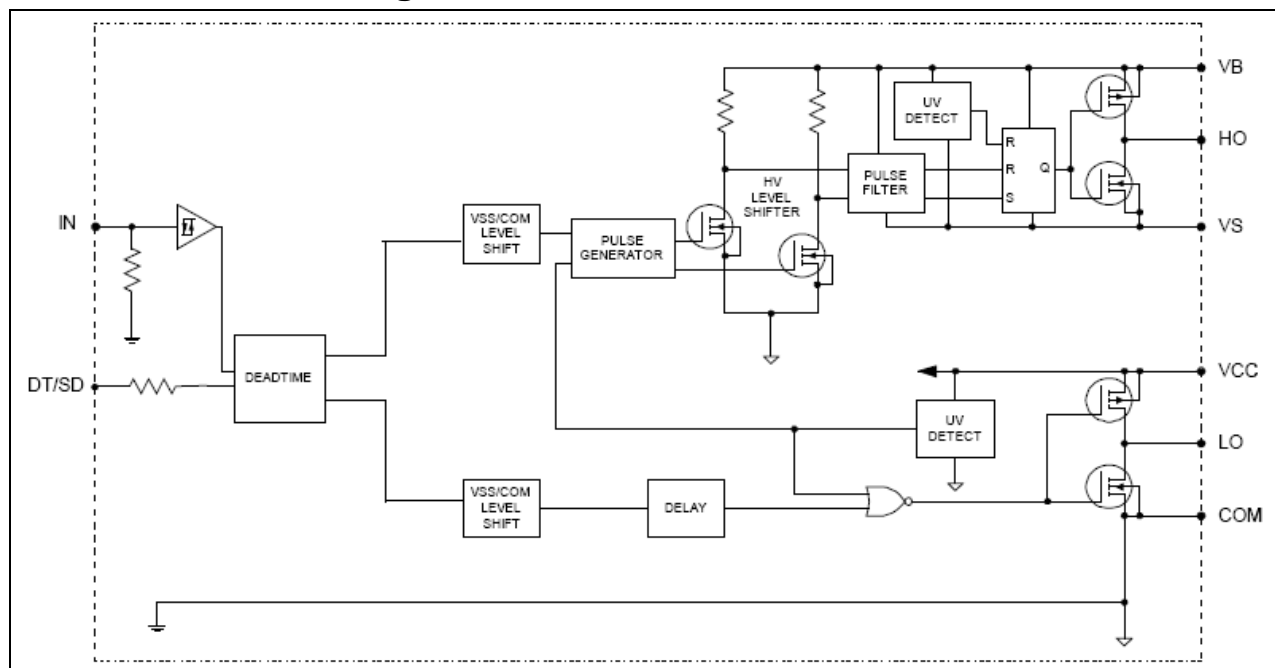 VB
UV
DETECT
HO
R
R
Q
S
PULSE
FILTER
HV
LEVEL
SHIFTER
VS
IN
VSS/COM
LEVEL
SHIFT
PULSE
GENERATOR
DEADTIME
DT/SD
VCC
UV
DETECT
LO
VSS/COM
LEVEL
SHIFT
DELAY
COM